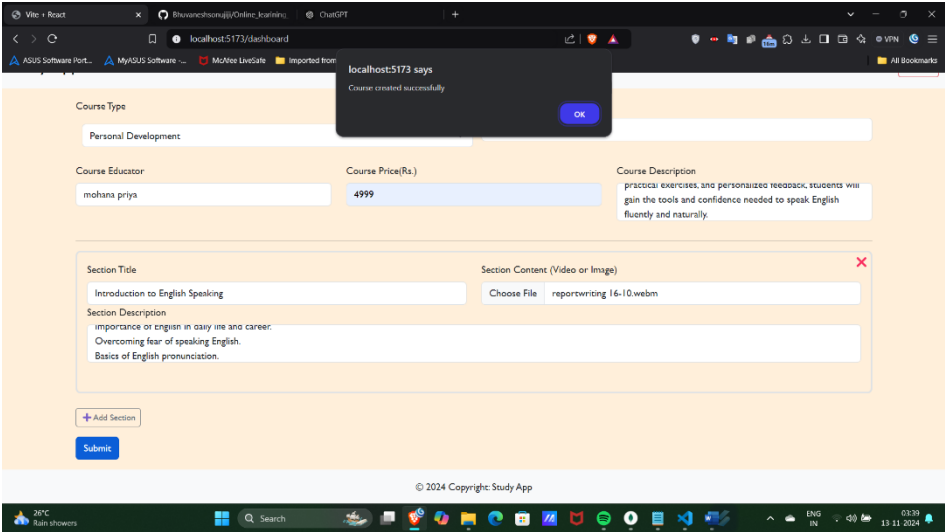 Vite + React
Bhuvaneshsonujiji/Online_learining_
ChatGPT
localhost:5173/dashboard
VPN
ASUS Software Port...
MyASUS Software -...
McAfee LiveSafe
Imported from
All Bookmarks
localhost:5173 says
Course created successfully
OK
Course Type
Personal Development
Course Educator
Course Price(Rs.)
Course Description
mohana priya
4999
practical exercises, and personalized feedback, students will
gain the tools and confidence needed to speak English
fluently and naturally.
Section Title
Section Content (Video or Image)
Introduction to English Speaking
Choose File reportwriting 16-10.webm
Section Description
Importance of English in daily life and career.
Overcoming fear of speaking English.
Basics of English pronunciation.
Add Section
Submit
© 2024 Copyright: Study App
26°C
Rain showers
Search
ENG
IN
03:39
13-11-2024